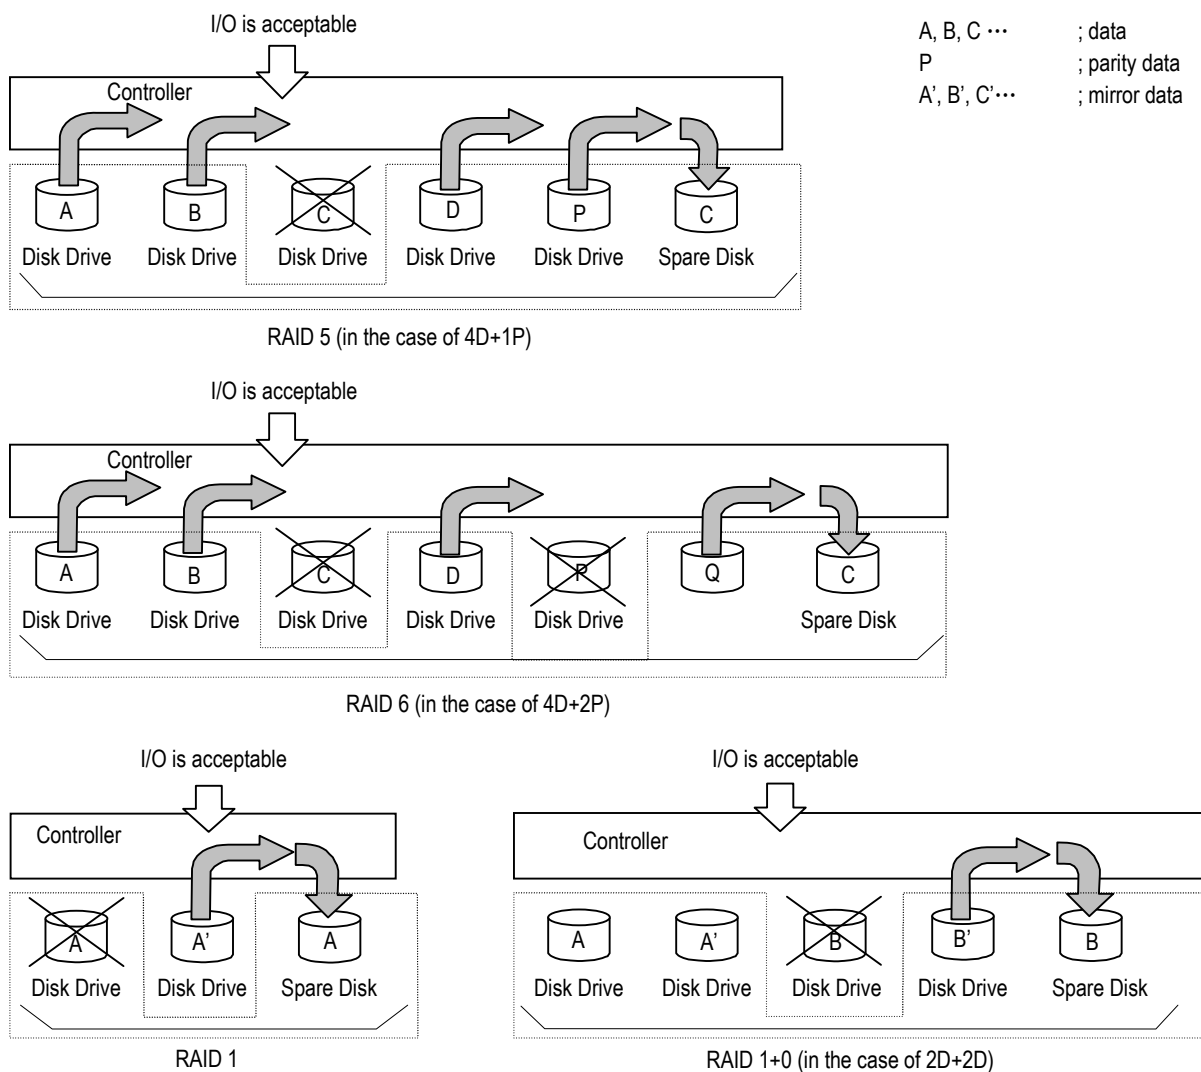 I/O is acceptable
A, B, C ⋯ ; data
P ; parity data
A’, B’, C’⋯ ; mirror data
Controller
A B C D P C
Disk Drive Disk Drive Disk Drive Disk Drive Disk Drive Spare Disk
RAID 5 (in the case of 4D+1P)
I/O is acceptable
Controller
A B C D P Q C
Disk Drive Disk Drive Disk Drive Disk Drive Disk Drive Spare Disk
RAID 6 (in the case of 4D+2P)
I/O is acceptable
Controller
A A’ A
Disk Drive Disk Drive Spare Disk
RAID 1
I/O is acceptable
Controller
A A’ B B’ B
Disk Drive Disk Drive Disk Drive Disk Drive Spare Disk
RAID 1+0 (in the case of 2D+2D)